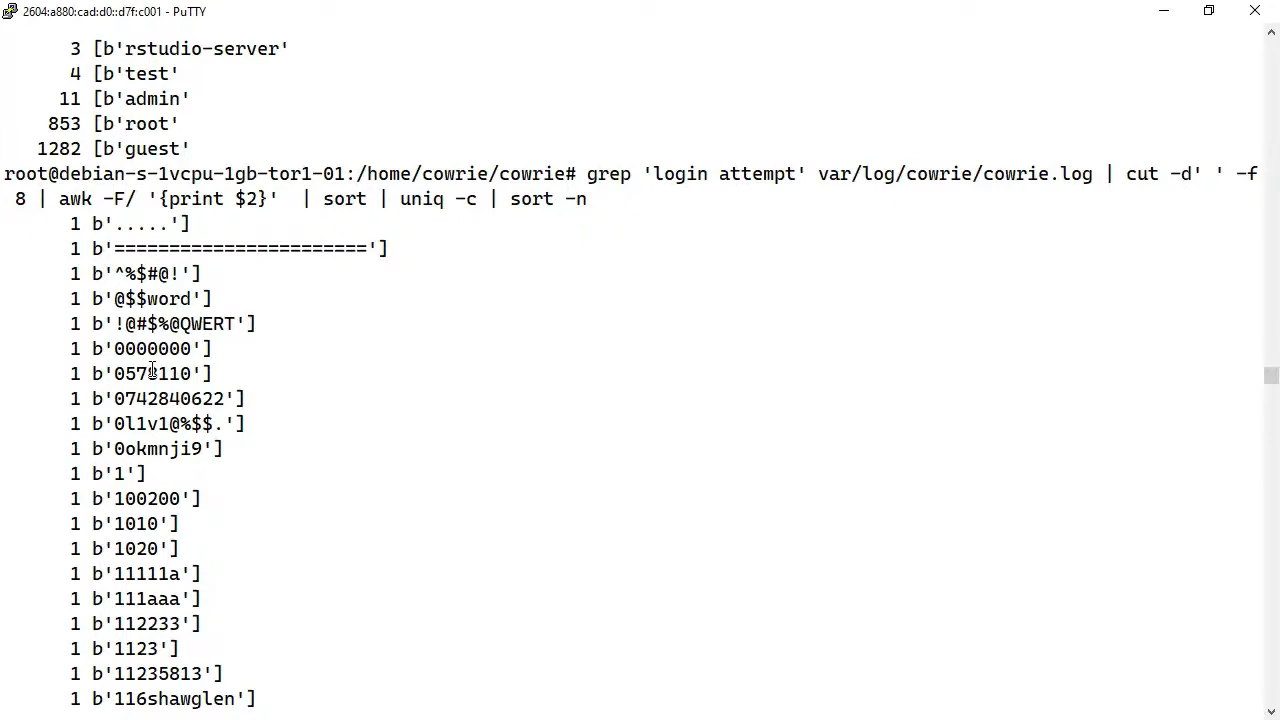 2604:a880:cad:d0::d7f:c001 - PuTTY
3 [b'rstudio-server'
4 [b'test'
11 [b'admin'
853 [b'root'
1282 [b'guest'
root@debian-s-1vcpu-1gb-tor1-01:/home/cowrie/cowrie# grep 'login attempt' var/log/cowrie/cowrie.log | cut -d' ' -f
8 | awk -F/ '{print $2}'  | sort | uniq -c | sort -n
1 b'.....']
1 b'=======================']
1 b'^%$#@!']
1 b'@$$word']
1 b'!@#$%@QWERT']
1 b'0000000']
1 b'0573110']
1 b'0742840622']
1 b'0l1v1@%$$.']
1 b'0okmnji9']
1 b'1']
1 b'100200']
1 b'1010']
1 b'1020']
1 b'11111a']
1 b'111aaa']
1 b'112233']
1 b'1123']
1 b'11235813']
1 b'116shawglen']